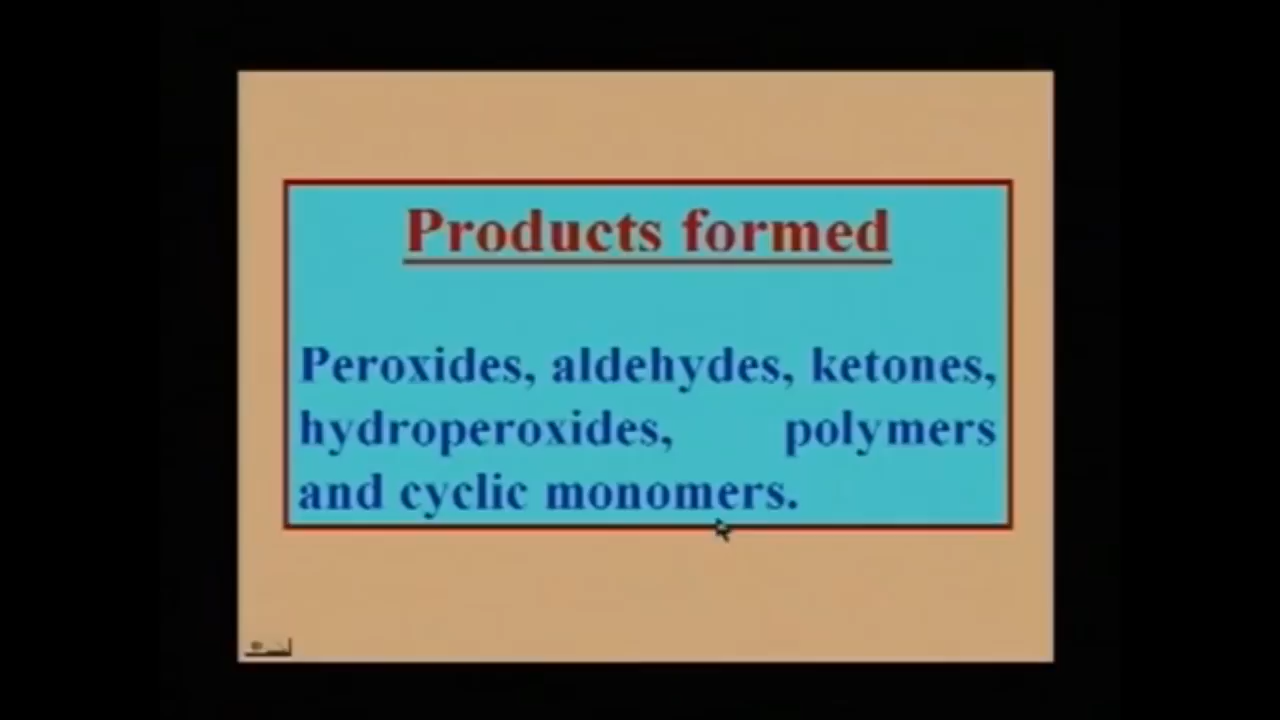 Products formed
Peroxides, aldehydes, ketones,
hydroperoxides, polymers
and cyclic monomers.